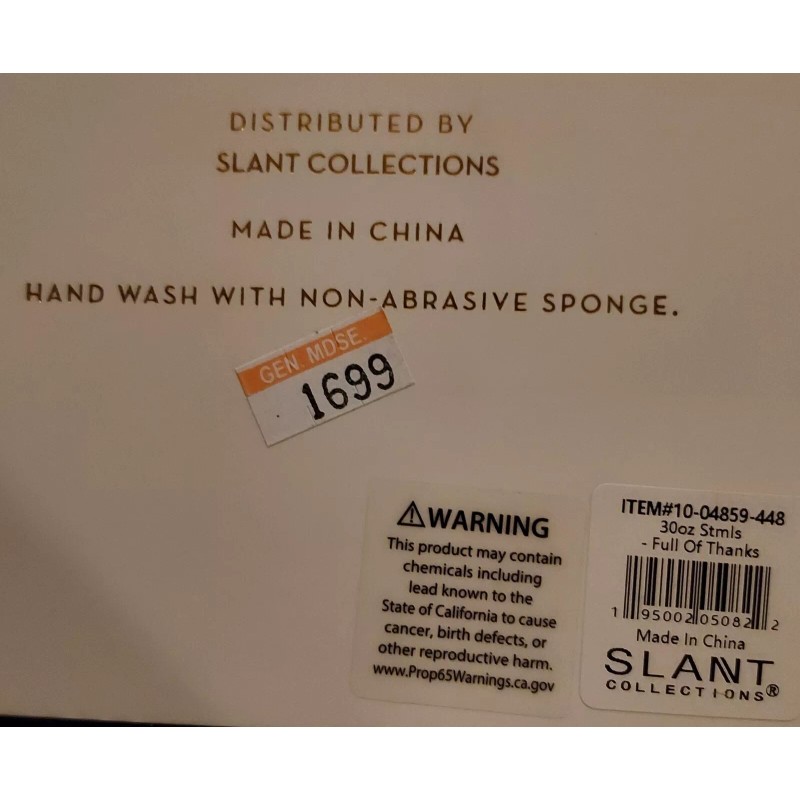 DISTRIBUTED BY
SLANT COLLECTIONS
MADE IN CHINA
HAND WASH WITH NON-ABRASIVE SPONGE.
GEN. MDSE.
1699
⚠WARNING
This product may contain
chemicals including
lead known to the
State of California to cause
cancer, birth defects, or
other reproductive harm.
www.Prop65Warnings.ca.gov
ITEM#10-04859-448
30oz Stmls
- Full Of Thanks
1 95002 05082 2
Made In China
SLANT
COLLECTIONS®